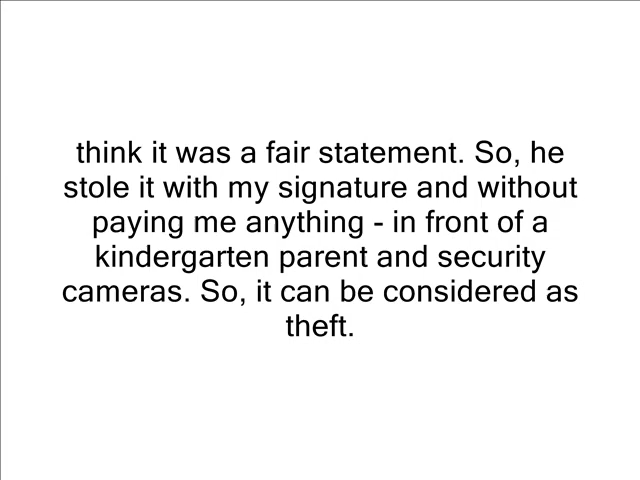 think it was a fair statement. So, he
stole it with my signature and without
paying me anything - in front of a
kindergarten parent and security
cameras. So, it can be considered as
theft.